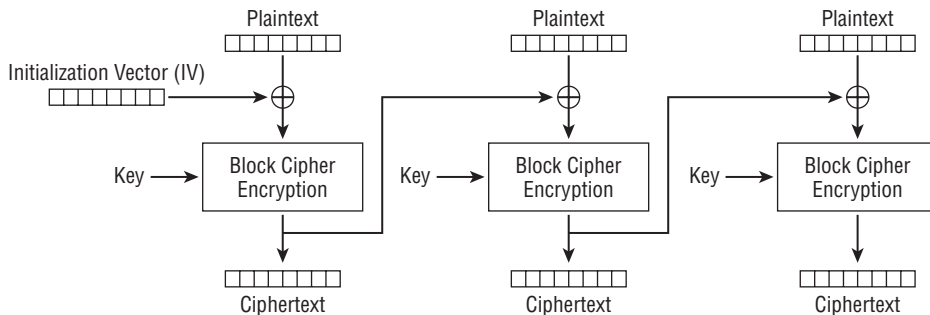 Plaintext
Plaintext
Plaintext
Initialization Vector (IV)
Key
Block Cipher
Encryption
Key
Block Cipher
Encryption
Key
Block Cipher
Encryption
Ciphertext
Ciphertext
Ciphertext